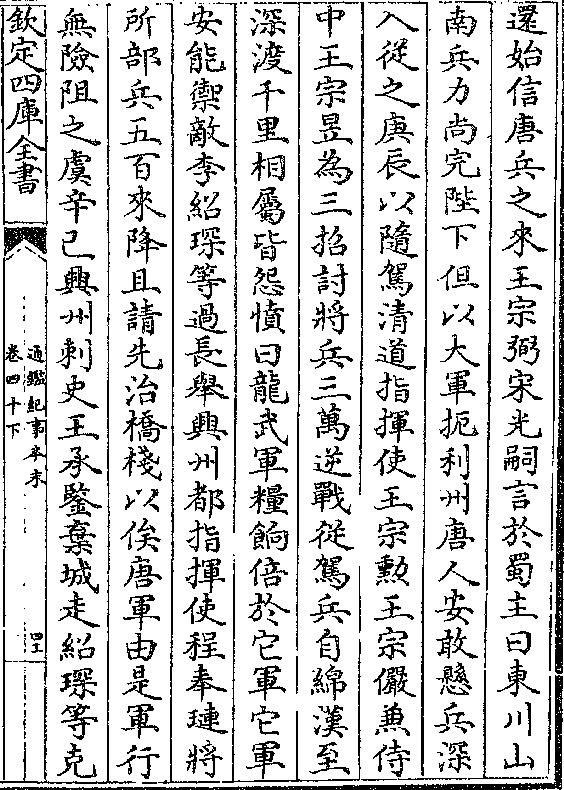 還始信唐兵之來王宗弼宋光嗣言於蜀主曰東川山
南兵力尚完陛下但以大軍扼利州唐人安敢懸兵深
入從之庚辰以隨駕清道指揮使王宗勲王宗儼兼侍
中王宗昱為三招討將兵三萬逆戰從駕兵自綿漢至
深渡千里相屬皆怨憤曰龍武軍糧餉倍於它軍它軍
安能禦敵李紹琛等過長舉興州都指揮使程奉璉將
所部兵五百來降且請先治橋棧以俟唐軍由是軍行
無險阻之虞辛已興州刺史王承鑒棄城走紹琛等克
欽定四庫全書
通鑑紀事本末
卷四十下